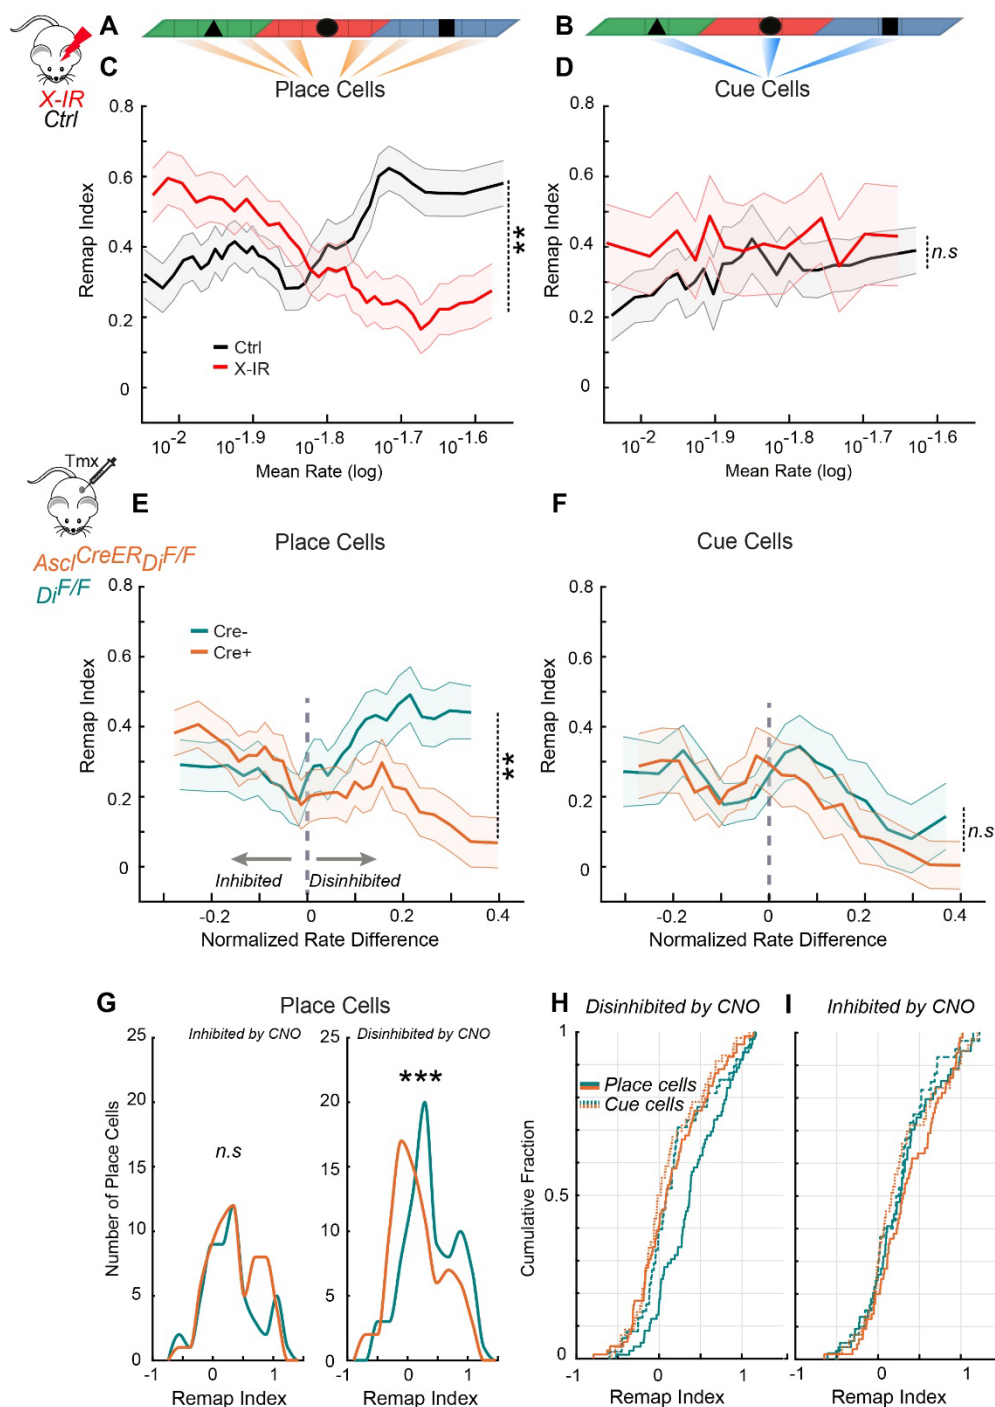 A
B
X-IR
Ctrl
C
Place Cells
D
Cue Cells
0.8
0.6
0.4
0.2
0
Remap Index
Ctrl
X-IR
**
10^-2
10^-1.9
10^-1.8
10^-1.7
10^-1.6
Mean Rate (log)
0.8
0.6
0.4
0.2
0
Remap Index
n.s
10^-2
10^-1.9
10^-1.8
10^-1.7
10^-1.6
Mean Rate (log)
Tmx
Ascl^CreER Di^F/F
Di^F/F
E
Place Cells
F
Cue Cells
0.8
0.6
0.4
0.2
0
Remap Index
Cre-
Cre+
**
Inhibited
Disinhibited
-0.2
0
0.2
0.4
Normalized Rate Difference
0.8
0.6
0.4
0.2
0
Remap Index
n.s
-0.2
0
0.2
0.4
Normalized Rate Difference
G
Place Cells
Inhibited by CNO
Disinhibited by CNO
25
20
15
10
5
0
Number of Place Cells
n.s
-1
0
1
Remap Index
25
20
15
10
5
0
***
-1
0
1
Remap Index
H
Disinhibited by CNO
I
Inhibited by CNO
1
0.5
0
Cumulative Fraction
Place cells
Cue cells
-1
0
1
Remap Index
-1
0
1
Remap Index